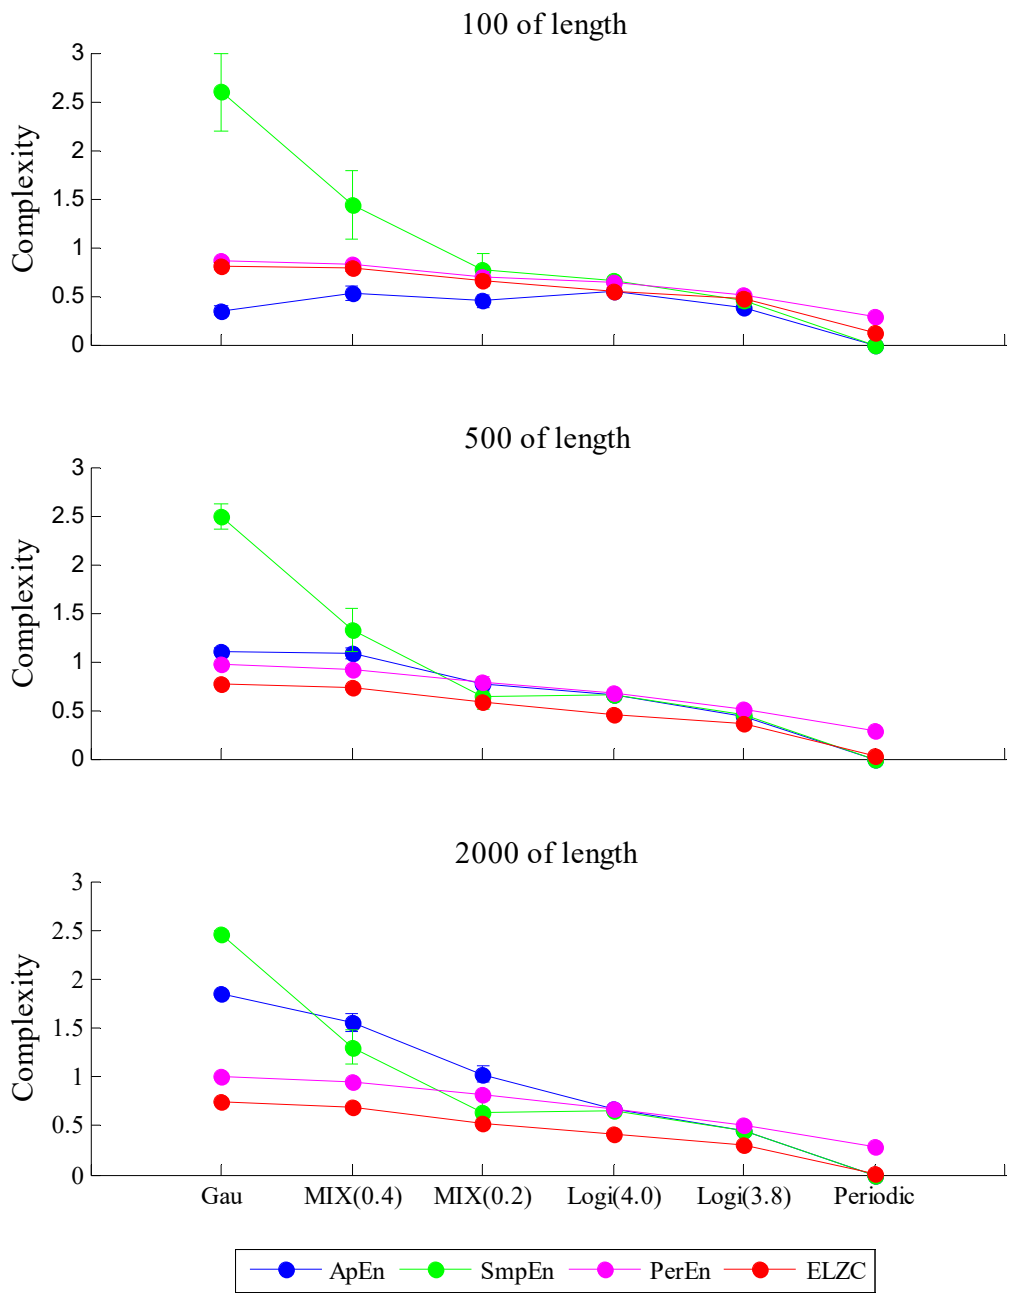 100 of length
3
2.5
2
1.5
1
0.5
0
Complexity
500 of length
3
2.5
2
1.5
1
0.5
0
Complexity
2000 of length
3
2.5
2
1.5
1
0.5
0
Complexity
Gau MIX(0.4) MIX(0.2) Logi(4.0) Logi(3.8) Periodic
ApEn SmpEn PerEn ELZC